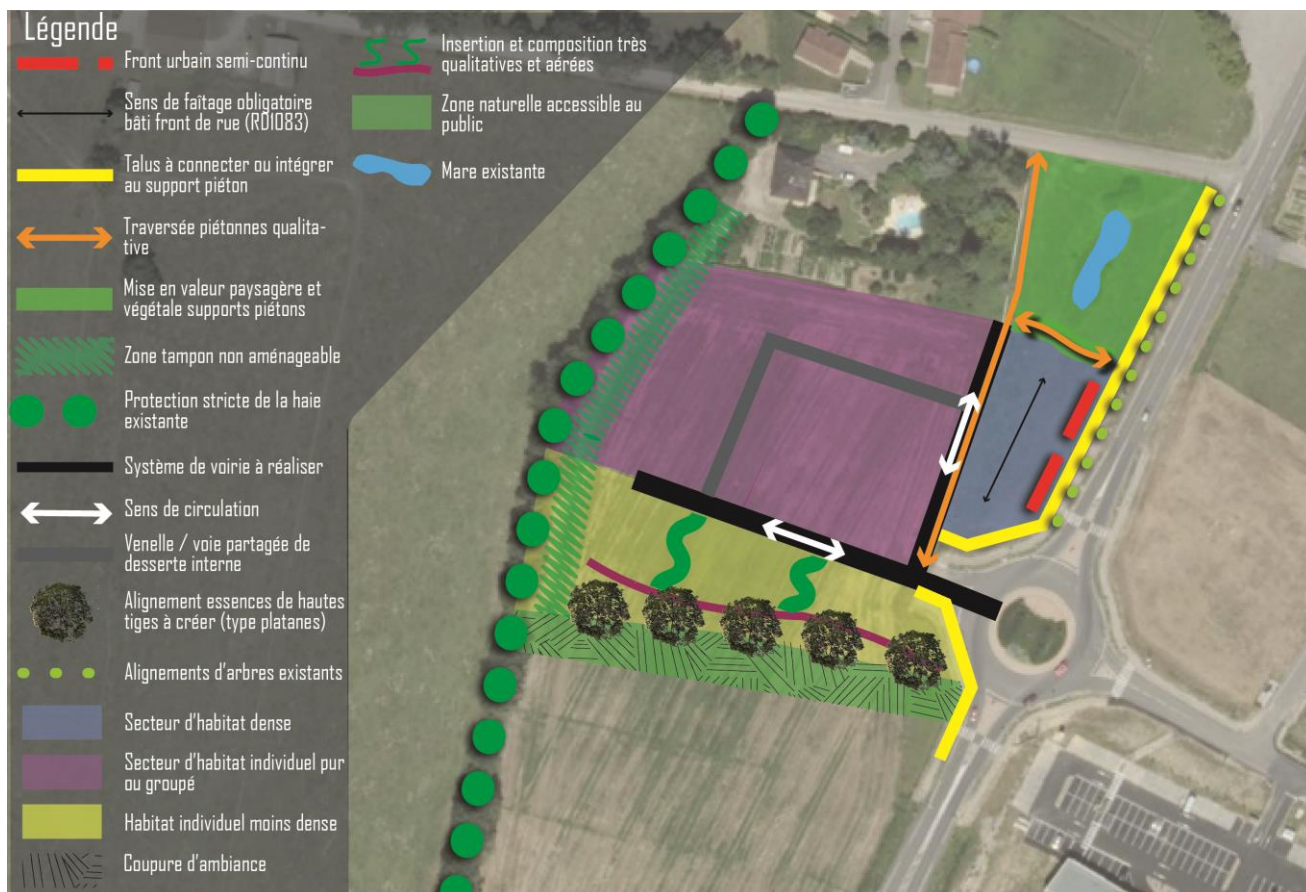 Légende
Front urbain semi-continu
Sens de faîtage obligatoire
bâti front de rue (RD1083)
Talus à connecter ou intégrer
au support piéton
Traversée piétonnes qualita-
tive
Mise en valeur paysagère et
végétale supports piétons
Zone tampon non aménageable
Protection stricte de la haie
existante
Système de voirie à réaliser
Sens de circulation
Venelle / voie partagée de
desserte interne
Alignement essences de hautes
tiges à créer (type platanes)
Alignements d'arbres existants
Secteur d'habitat dense
Secteur d'habitat individuel pur
ou groupé
Habitat individuel moins dense
Coupure d'ambiance
Insertion et composition très
qualitatives et aérées
Zone naturelle accessible au
public
Mare existante